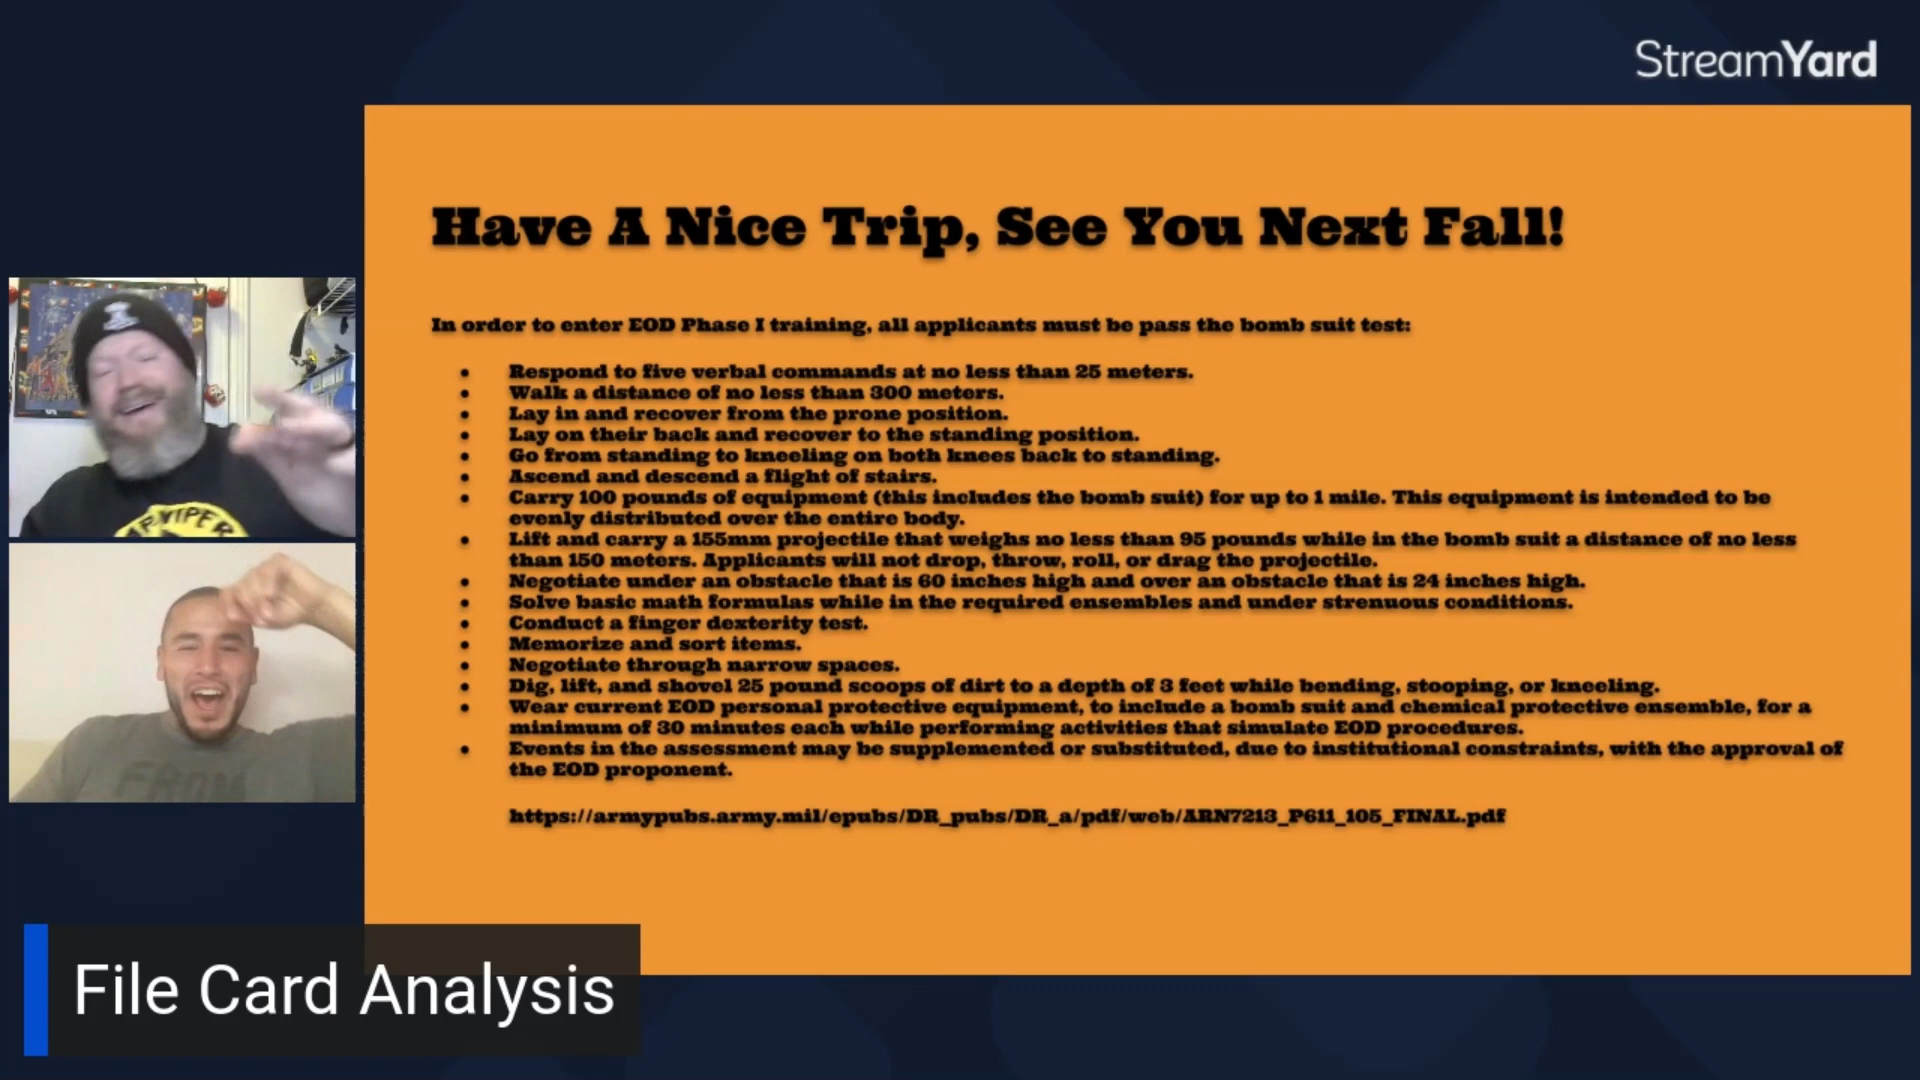 StreamYard
Have A Nice Trip, See You Next Fall!
In order to enter EOD Phase I training, all applicants must be pass the bomb suit test:
• Respond to five verbal commands at no less than 25 meters.
• Walk a distance of no less than 300 meters.
• Lay in and recover from the prone position.
• Lay on their back and recover to the standing position.
• Go from standing to kneeling on both knees back to standing.
• Ascend and descend a flight of stairs.
• Carry 100 pounds of equipment (this includes the bomb suit) for up to 1 mile. This equipment is intended to be
evenly distributed over the entire body.
• Lift and carry a 155mm projectile that weighs no less than 95 pounds while in the bomb suit a distance of no less
than 150 meters. Applicants will not drop, throw, roll, or drag the projectile.
• Negotiate under an obstacle that is 60 inches high and over an obstacle that is 24 inches high.
• Solve basic math formulas while in the required ensembles and under strenuous conditions.
• Conduct a finger dexterity test.
• Memorize and sort items.
• Negotiate through narrow spaces.
• Dig, lift, and shovel 25 pound scoops of dirt to a depth of 3 feet while bending, stooping, or kneeling.
• Wear current EOD personal protective equipment, to include a bomb suit and chemical protective ensemble, for a
minimum of 30 minutes each while performing activities that simulate EOD procedures.
• Events in the assessment may be supplemented or substituted, due to institutional constraints, with the approval of
the EOD proponent.
https://armypubs.army.mil/epubs/DR_pubs/DR_a/pdf/web/ARN7213_P611_105_FINAL.pdf
VIPER
FROM
File Card Analysis